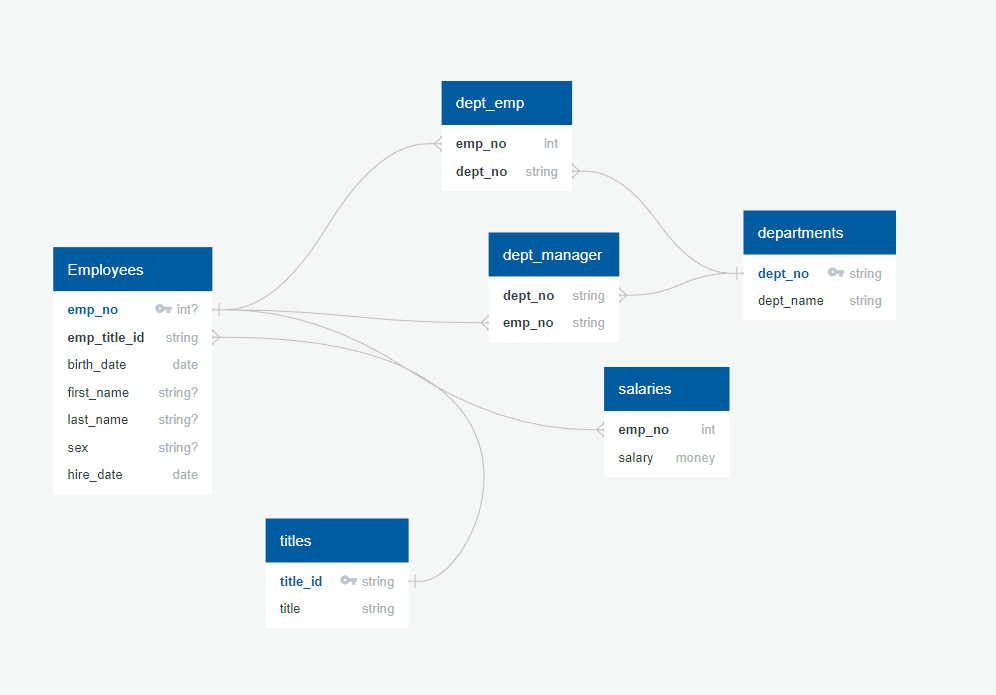 dept_emp
emp_no int
dept_no string
departments
dept_no string
dept_name string
dept_manager
dept_no string
emp_no string
Employees
emp_no int?
emp_title_id string
birth_date date
first_name string?
last_name string?
sex string?
hire_date date
salaries
emp_no int
salary money
titles
title_id string
title string